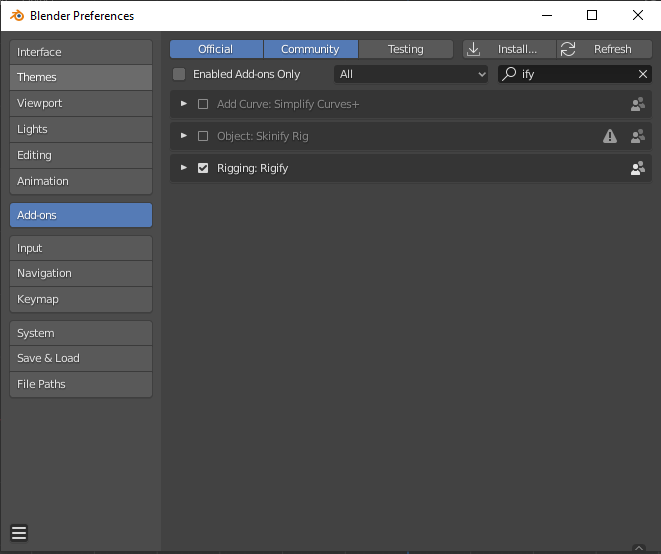 Blender Preferences
Interface
Themes
Viewport
Lights
Editing
Animation
Add-ons
Input
Navigation
Keymap
System
Save & Load
File Paths
Official Community Testing Install... Refresh
Enabled Add-ons Only All ify
Add Curve: Simplify Curves+
Object: Skinify Rig
Rigging: Rigify